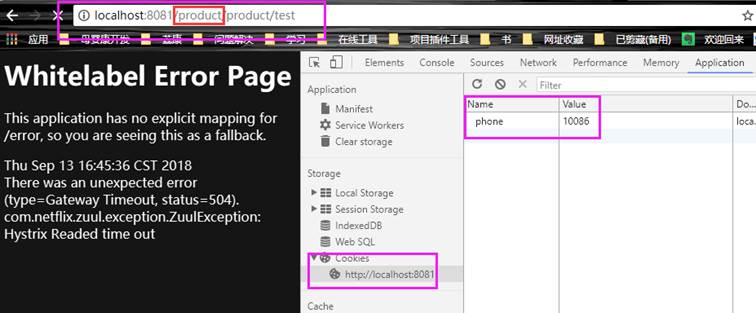 localhost:8081/product/product/test
应用
母婴康开发
蕊康
问题解决
学习
在线工具
项目插件工具
书
网址收藏
已剪藏(备用)
欢迎回来
Whitelabel Error Page
This application has no explicit mapping for
/error, so you are seeing this as a fallback.
Thu Sep 13 16:45:36 CST 2018
There was an unexpected error
(type=Gateway Timeout, status=504).
com.netflix.zuul.exception.ZuulException:
Hystrix Readed time out
Elements Console Sources Network Performance Memory Application
Application
Manifest
Service Workers
Clear storage
Storage
Local Storage
Session Storage
IndexedDB
Web SQL
Cookies
http://localhost:8081
Cache
Filter
Name Value Do...
phone 10086 loca...